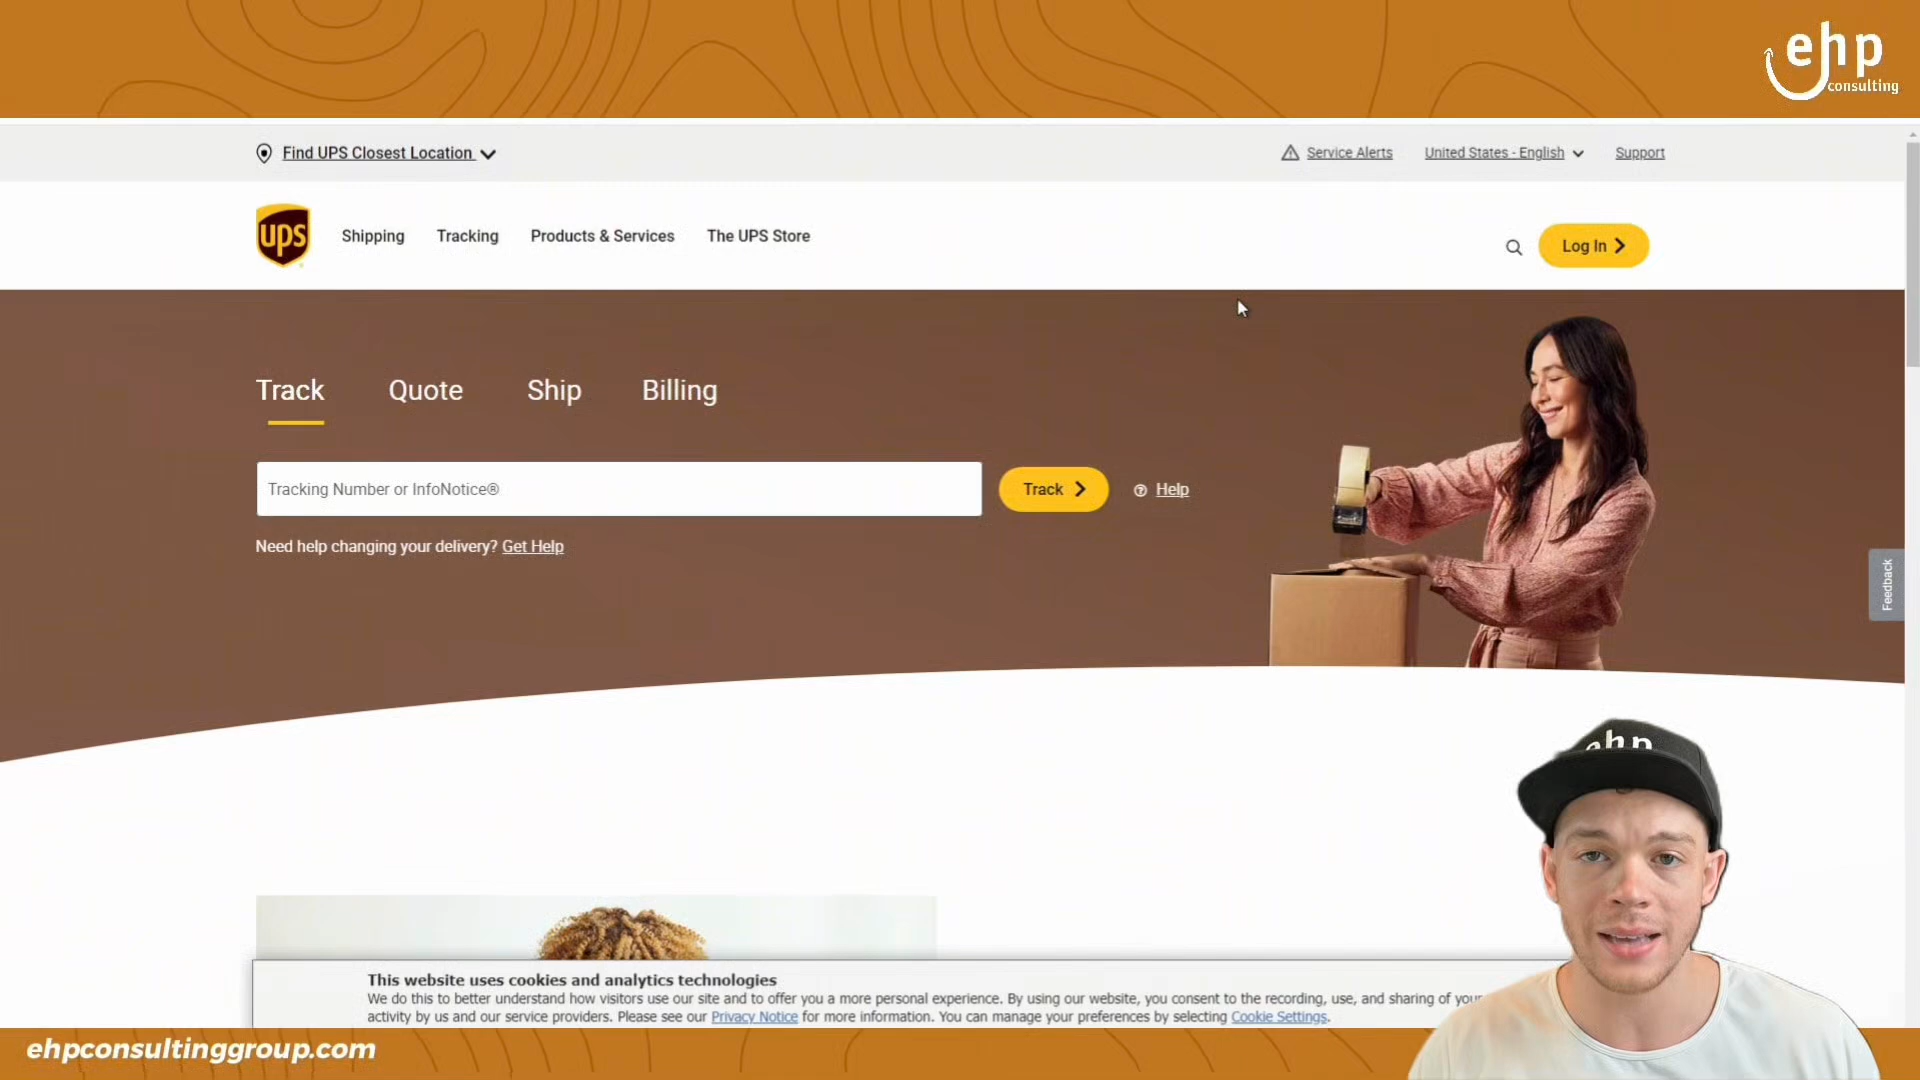 ehp
consulting
Find UPS Closest Location
Service Alerts
United States - English
Support
ups
Shipping
Tracking
Products & Services
The UPS Store
Log In
Track
Quote
Ship
Billing
Tracking Number or InfoNotice®
Track
Help
Need help changing your delivery? Get Help
Feedback
ehp
This website uses cookies and analytics technologies
We do this to better understand how visitors use our site and to offer you a more personal experience. By using our website, you consent to the recording, use, and sharing of your
activity by us and our service providers. Please see our Privacy Notice for more information. You can manage your preferences by selecting Cookie Settings.
ehpconsultinggroup.com